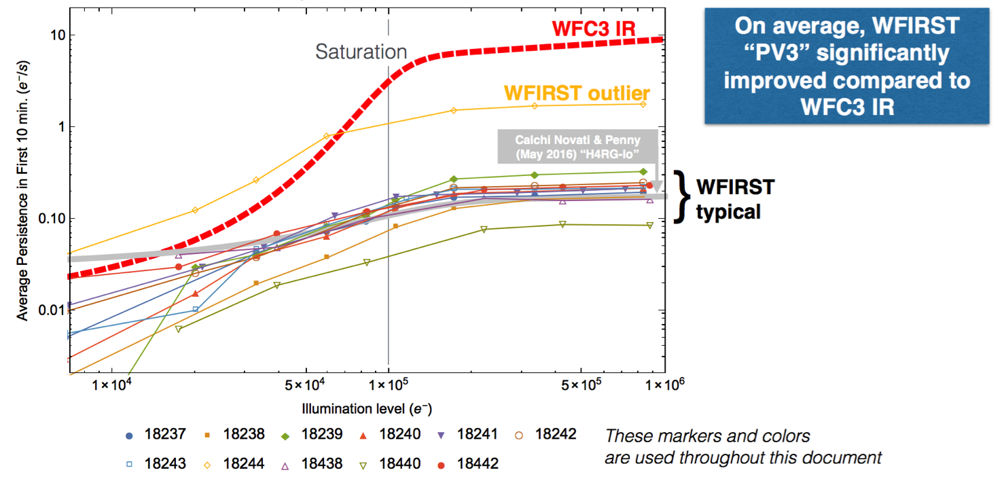 WFC3 IR
Saturation
WFIRST outlier
Calchi Novati & Penny
(May 2016) “H4RG-lo”
On average, WFIRST
“PV3” significantly
improved compared to
WFC3 IR
WFIRST
typical
Average Persistence in First 10 min. (e⁻/s)
10
1
0.10
0.01
1×10⁴
5×10⁴
1×10⁵
5×10⁵
1×10⁶
Illumination level (e⁻)
18237 18238 18239 18240 18241 18242
18243 18244 18438 18440 18442
These markers and colors
are used throughout this document